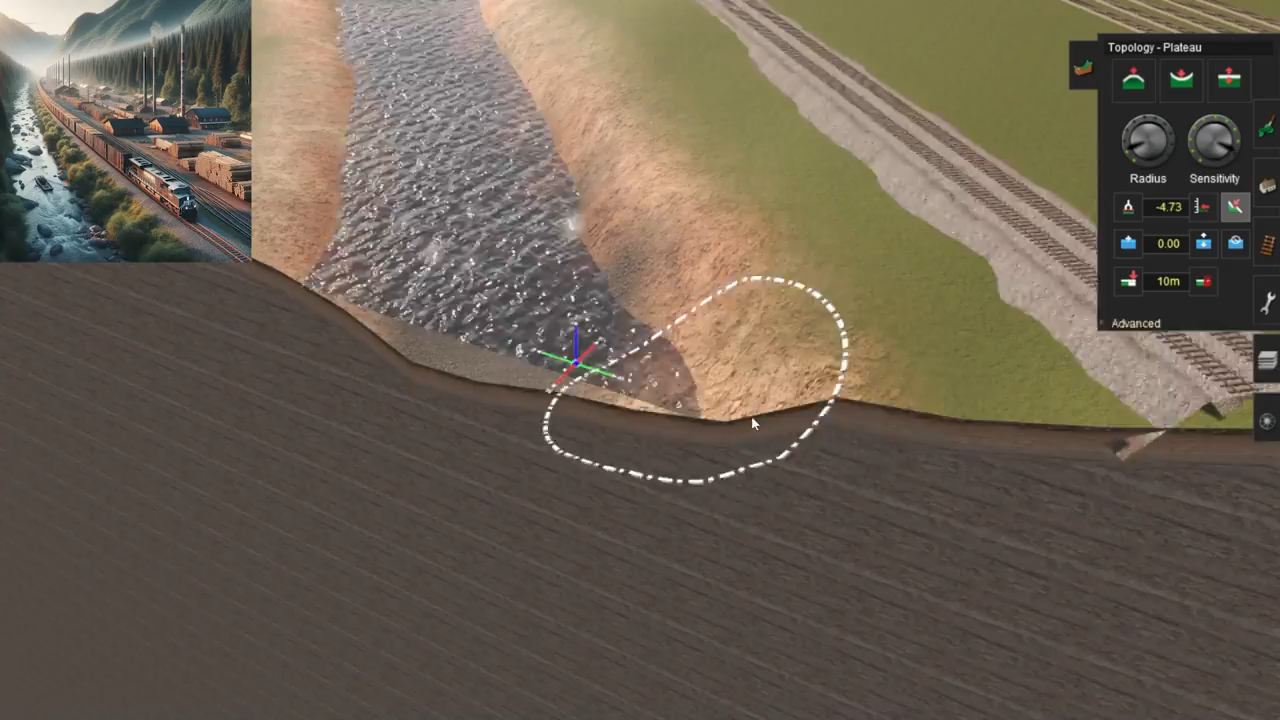 Topology - Plateau
Radius
Sensitivity
-4.73
0.00
10m
Advanced